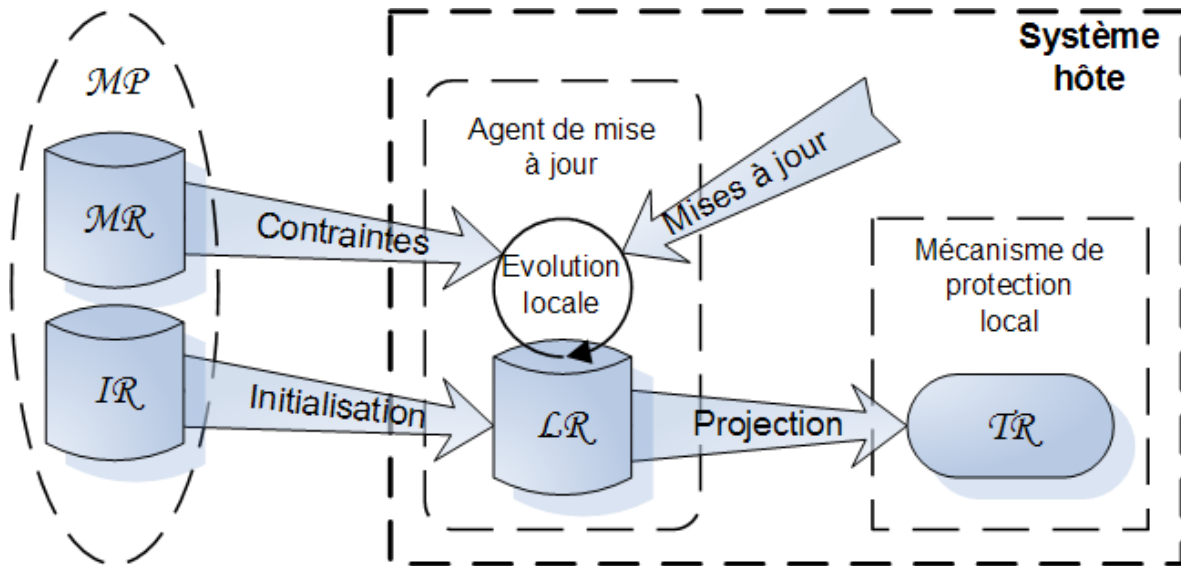 Système
hôte
MP
Agent de mise
à jour
Mises à jour
MR
Contraintes
Evolution
locale
Mécanisme de
protection
local
IR
Initialisation
LR
Projection
TR